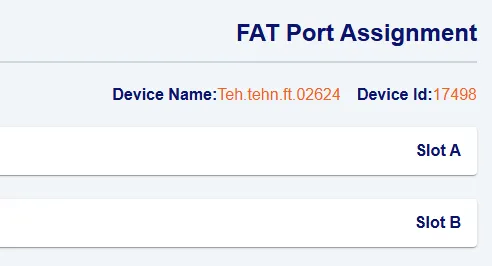 FAT Port Assignment
Device Name:Teh.tehn.ft.02624 Device Id:17498
Slot A
Slot B